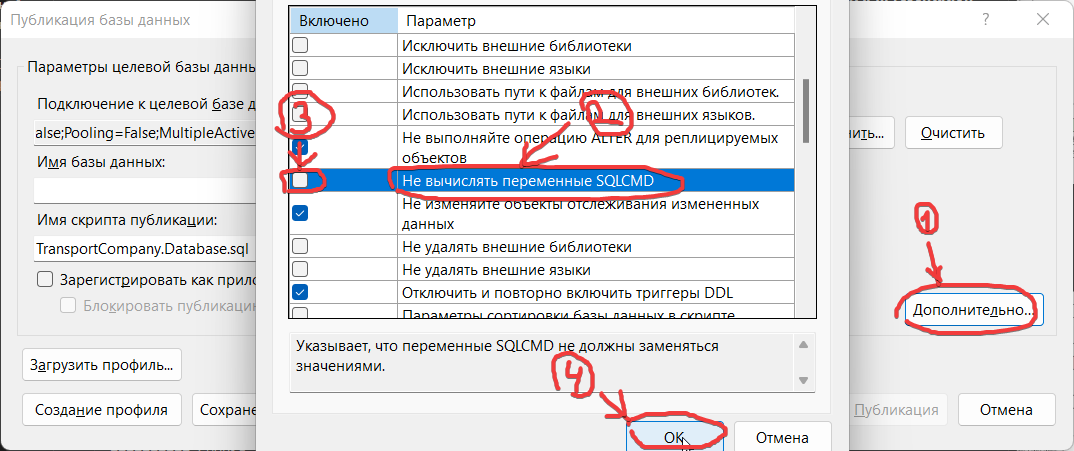 Публикация базы данных
?
Параметры целевой базы данны
Подключение к целевой базе д
alse;Pooling=False;MultipleActive
Имя базы данных:
Имя скрипта публикации:
TransportCompany.Database.sql
Зарегистрировать как прило
Блокировать публикацию
Загрузить профиль...
Создание профиля
Сохране
Включено
Параметр
Исключить внешние библиотеки
Исключить внешние языки
Использовать пути к файлам для внешних библиотек.
Использовать пути к файлам для внешних языков.
Не выполняйте операцию ALTER для реплицируемых
объектов
Не вычислять переменные SQLCMD
Не изменяйте объекты отслеживания измененных
данных
Не удалять внешние библиотеки
Не удалять внешние языки
Отключить и повторно включить триггеры DDL
Параметры сортировки базы данных в скрипте
Указывает, что переменные SQLCMD не должны заменяться
значениями.
OK
Отмена
нить...
Очистить
Дополнительно...
Публикация
Отмена
1
2
3
4